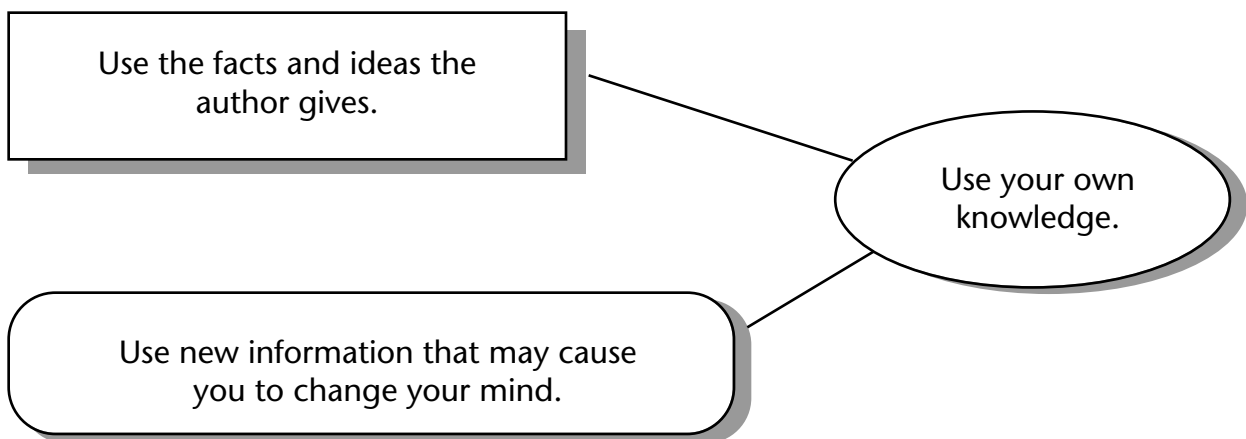 Use the facts and ideas the
author gives.
Use your own
knowledge.
Use new information that may cause
you to change your mind.